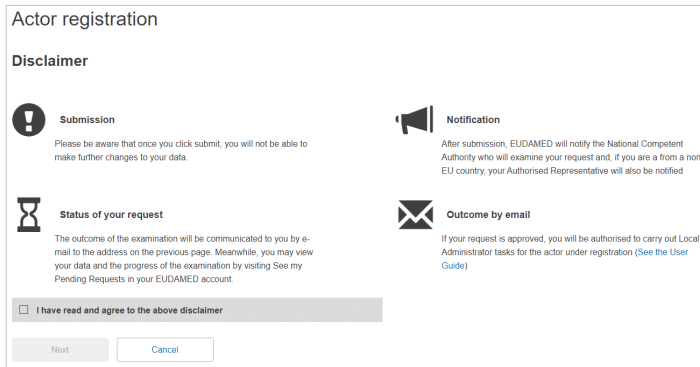 Actor registration
Disclaimer
Submission
Please be aware that once you click submit, you will not be able to
make further changes to your data.
Notification
After submission, EUDAMED will notify the National Competent
Authority who will examine your request and, if you are a from a non
EU country, your Authorised Representative will also be notified
Status of your request
The outcome of the examination will be communicated to you by e-
mail to the address on the previous page. Meanwhile, you may view
your data and the progress of the examination by visiting See my
Pending Requests in your EUDAMED account.
Outcome by email
If your request is approved, you will be authorised to carry out Local
Administrator tasks for the actor under registration (See the User
Guide)
I have read and agree to the above disclaimer
Next
Cancel